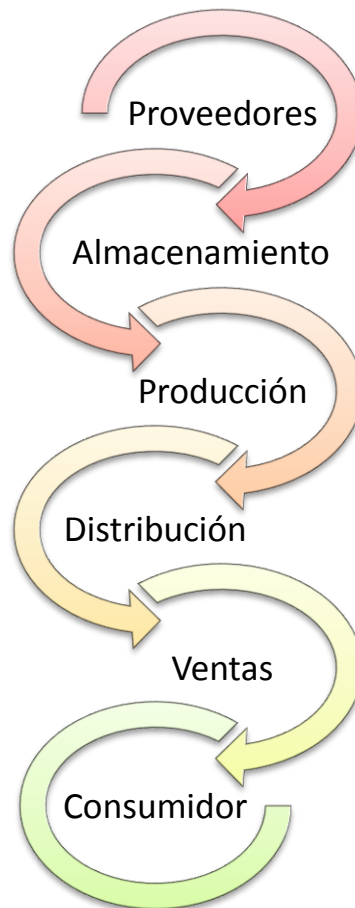 Proveedores
Almacenamiento
Producción
Distribución
Ventas
Consumidor